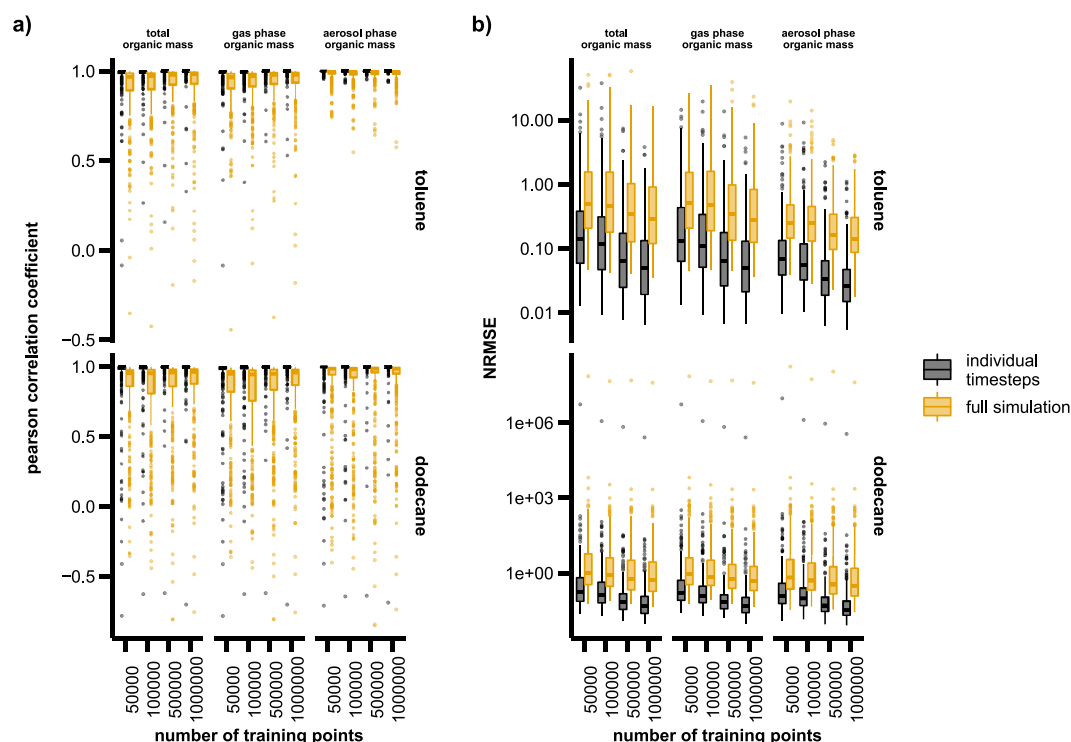 a)
total
organic mass
gas phase
organic mass
aerosol phase
organic mass
1.0
0.5
0.0
−0.5
toluene
1.0
0.5
0.0
−0.5
dodecane
pearson correlation coefficient
50000
100000
500000
1000000
50000
100000
500000
1000000
50000
100000
500000
1000000
number of training points
b)
total
organic mass
gas phase
organic mass
aerosol phase
organic mass
10.00
1.00
0.10
0.01
toluene
1e+06
1e+03
1e+00
dodecane
NRMSE
50000
100000
500000
1000000
50000
100000
500000
1000000
50000
100000
500000
1000000
number of training points
individual
timesteps
full simulation